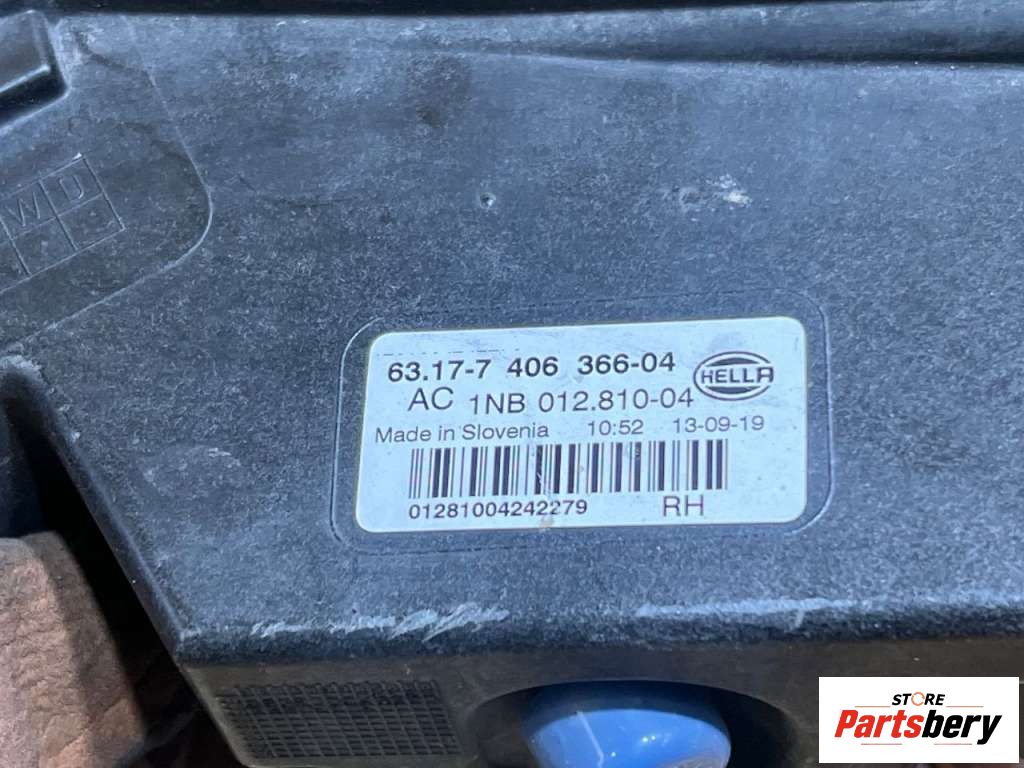 W D
63.17-7 406 366-04
HELLA
AC 1NB 012.810-04
Made in Slovenia 10:52 13-09-19
01281004242279 RH
STORE
Partsbery